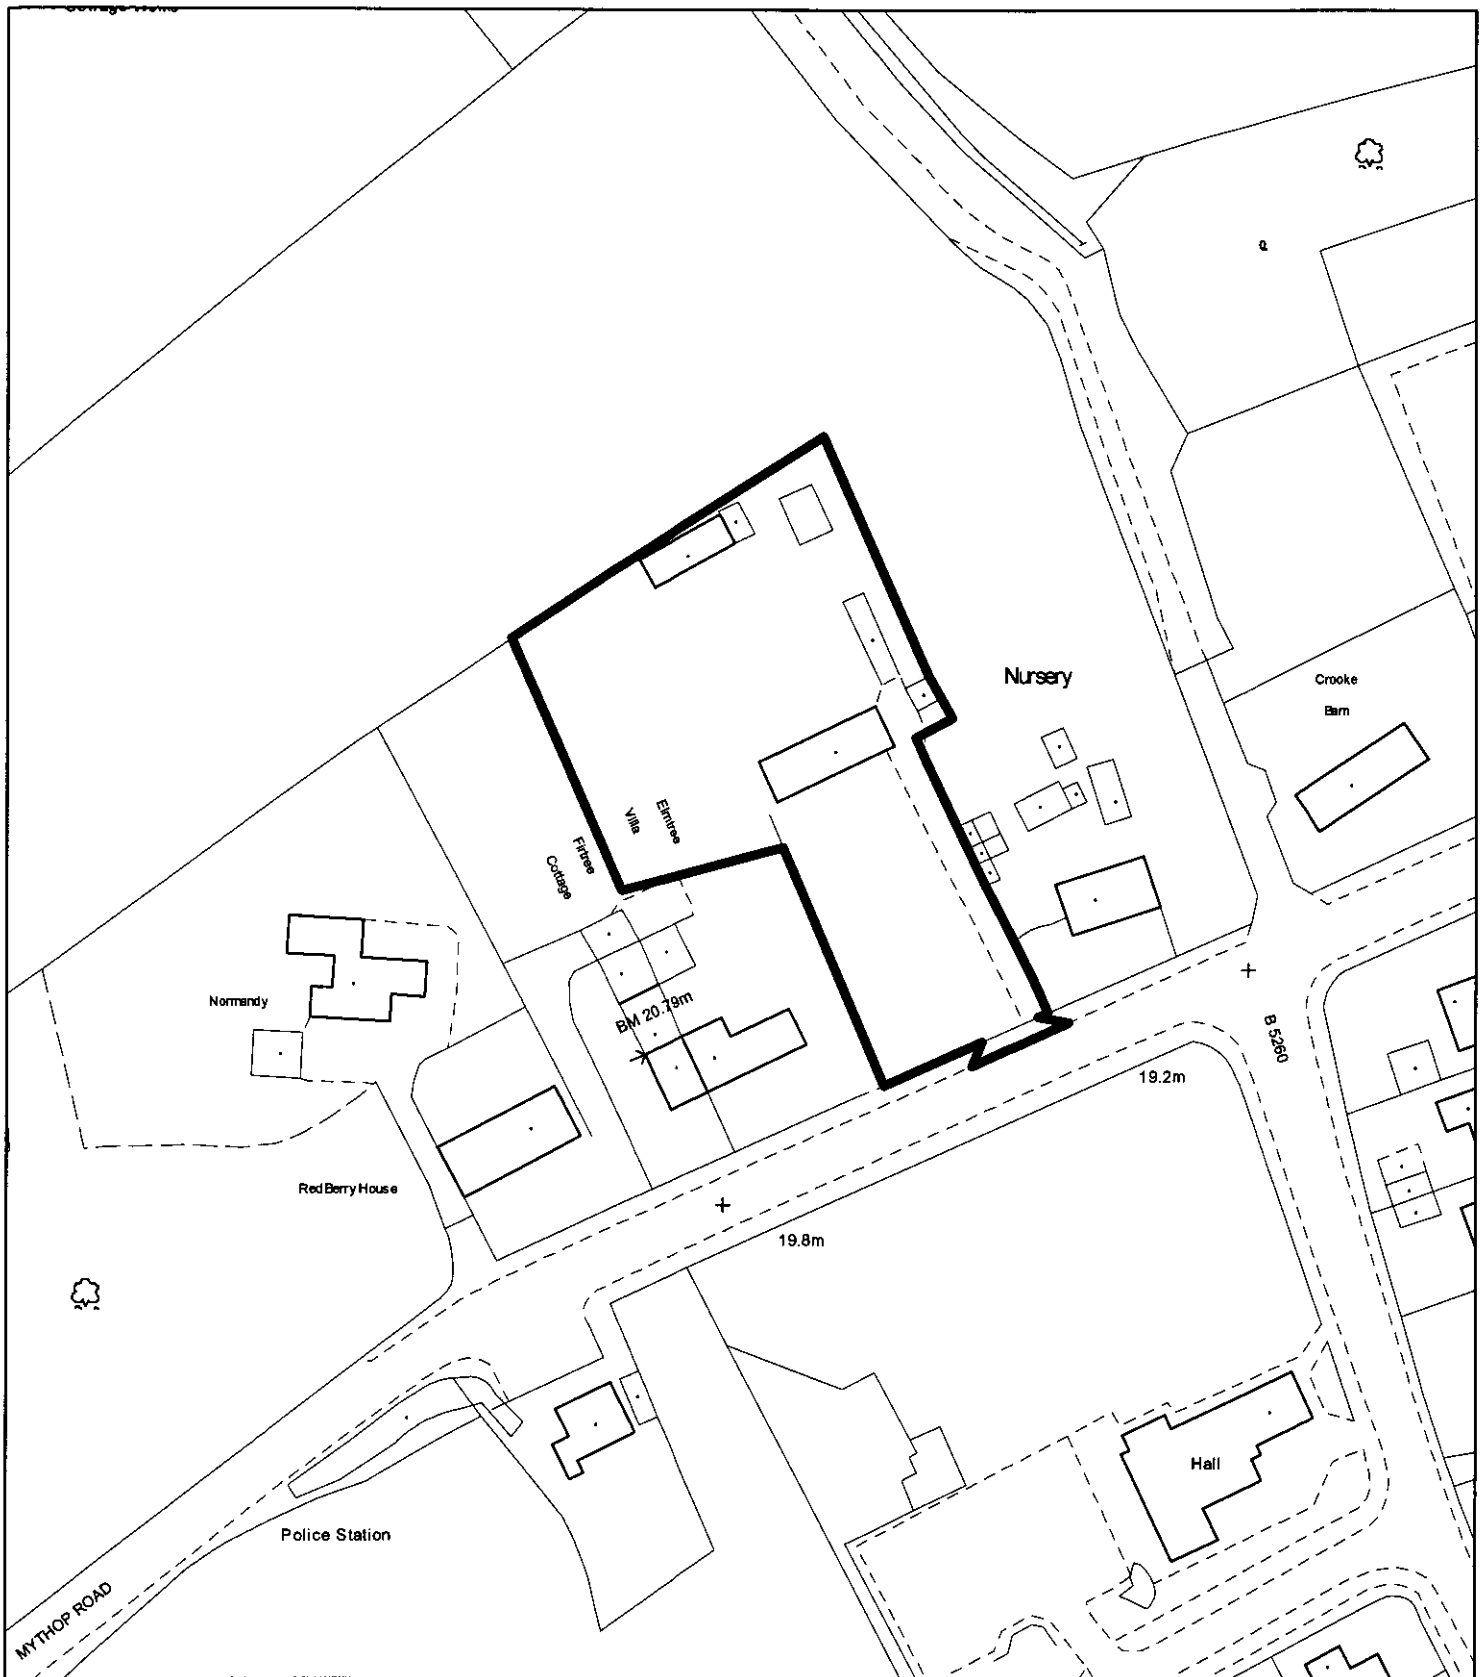 Nursery
Crooke
Barn
Elmtree
Villa
Firtree
Cottage
Normandy
BM 20.79m
B 5260
19.2m
Red Berry House
19.8m
Hall
Police Station
MYTHOP ROAD